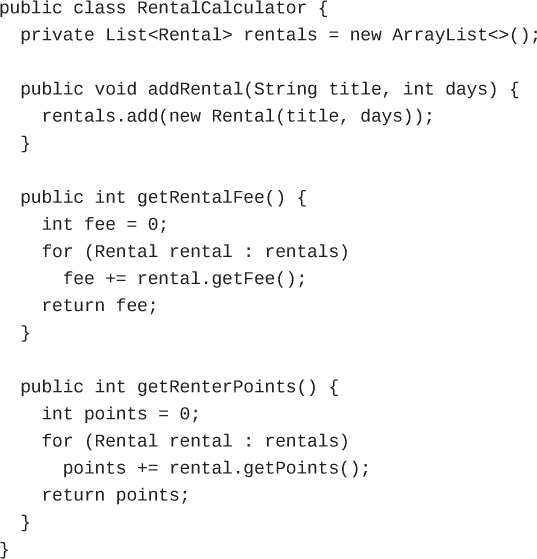 public class RentalCalculator {
  private List<Rental> rentals = new ArrayList<>();

  public void addRental(String title, int days) {
    rentals.add(new Rental(title, days));
  }

  public int getRentalFee() {
    int fee = 0;
    for (Rental rental : rentals)
      fee += rental.getFee();
    return fee;
  }

  public int getRenterPoints() {
    int points = 0;
    for (Rental rental : rentals)
      points += rental.getPoints();
    return points;
  }
}